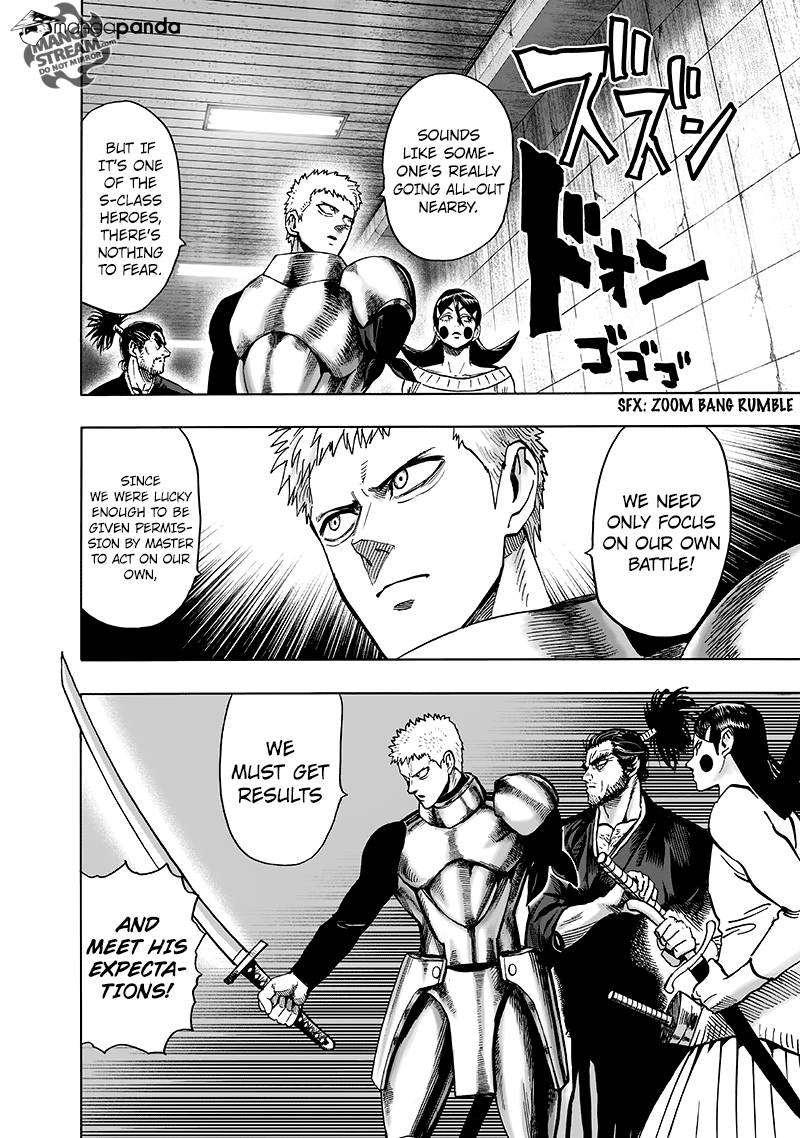 mangapanda
MANGA
STREAM.com
DO NOT MIRROR!
SOUNDS
LIKE SOME-
ONE'S REALLY
GOING ALL-OUT
NEARBY.
BUT IF
IT'S ONE
OF THE
S-CLASS
HEROES,
THERE'S
NOTHING
TO FEAR.
ズズズン
ドォン
ゴゴゴゴ
SFX: ZOOM BANG RUMBLE
WE NEED
ONLY FOCUS
ON OUR OWN
BATTLE!
SINCE
WE WERE LUCKY
ENOUGH TO BE
GIVEN PERMIS-
SION BY MASTER
TO ACT ON OUR
OWN,
WE
MUST GET
RESULTS
AND
MEET HIS
EXPECTA-
TIONS!